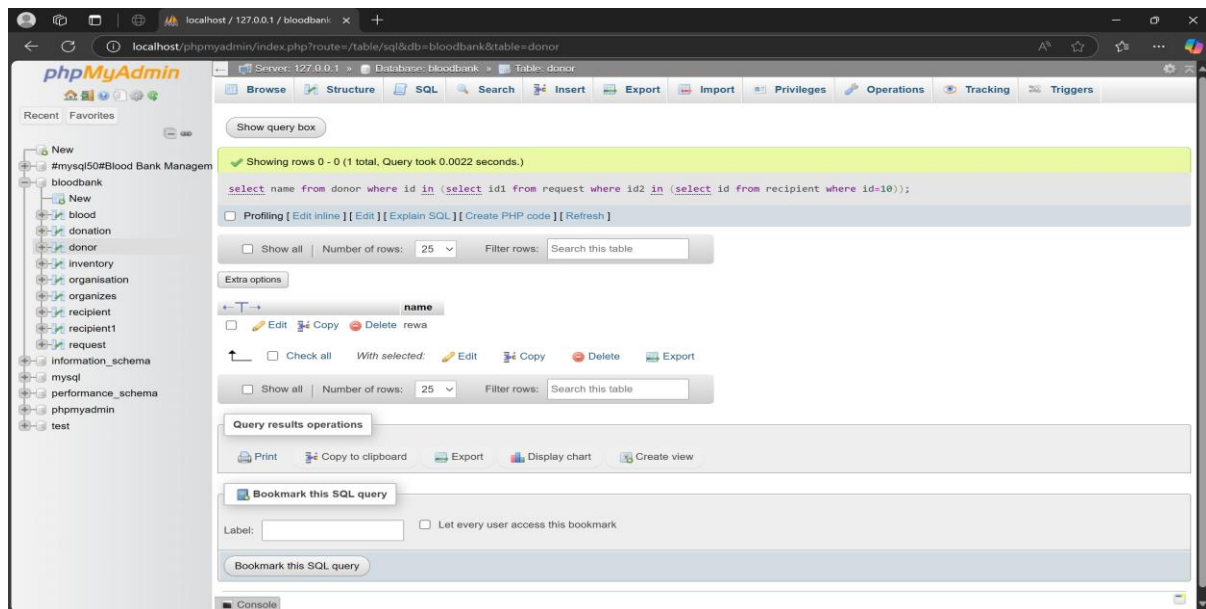 localhost / 127.0.0.1 / bloodbank
localhost/phpmyadmin/index.php?route=/table/sql&db=bloodbank&table=donor
phpMyAdmin
Recent Favorites
New
#mysql50#Blood Bank Managem
bloodbank
New
blood
donation
donor
inventory
organisation
organizes
recipient
recipient1
request
information_schema
mysql
performance_schema
phpmyadmin
test
Server: 127.0.0.1 » Database: bloodbank » Table: donor
Browse Structure SQL Search Insert Export Import Privileges Operations Tracking Triggers
Show query box
Showing rows 0 - 0 (1 total, Query took 0.0022 seconds.)
select name from donor where id in (select id1 from request where id2 in (select id from recipient where id=10));
Profiling [ Edit inline ] [ Edit ] [ Explain SQL ] [ Create PHP code ] [ Refresh ]
Show all | Number of rows: 25 Filter rows: Search this table
Extra options
←T→ name
Edit Copy Delete rewa
Check all With selected: Edit Copy Delete Export
Show all | Number of rows: 25 Filter rows: Search this table
Query results operations
Print Copy to clipboard Export Display chart Create view
Bookmark this SQL query
Label: Let every user access this bookmark
Bookmark this SQL query
Console